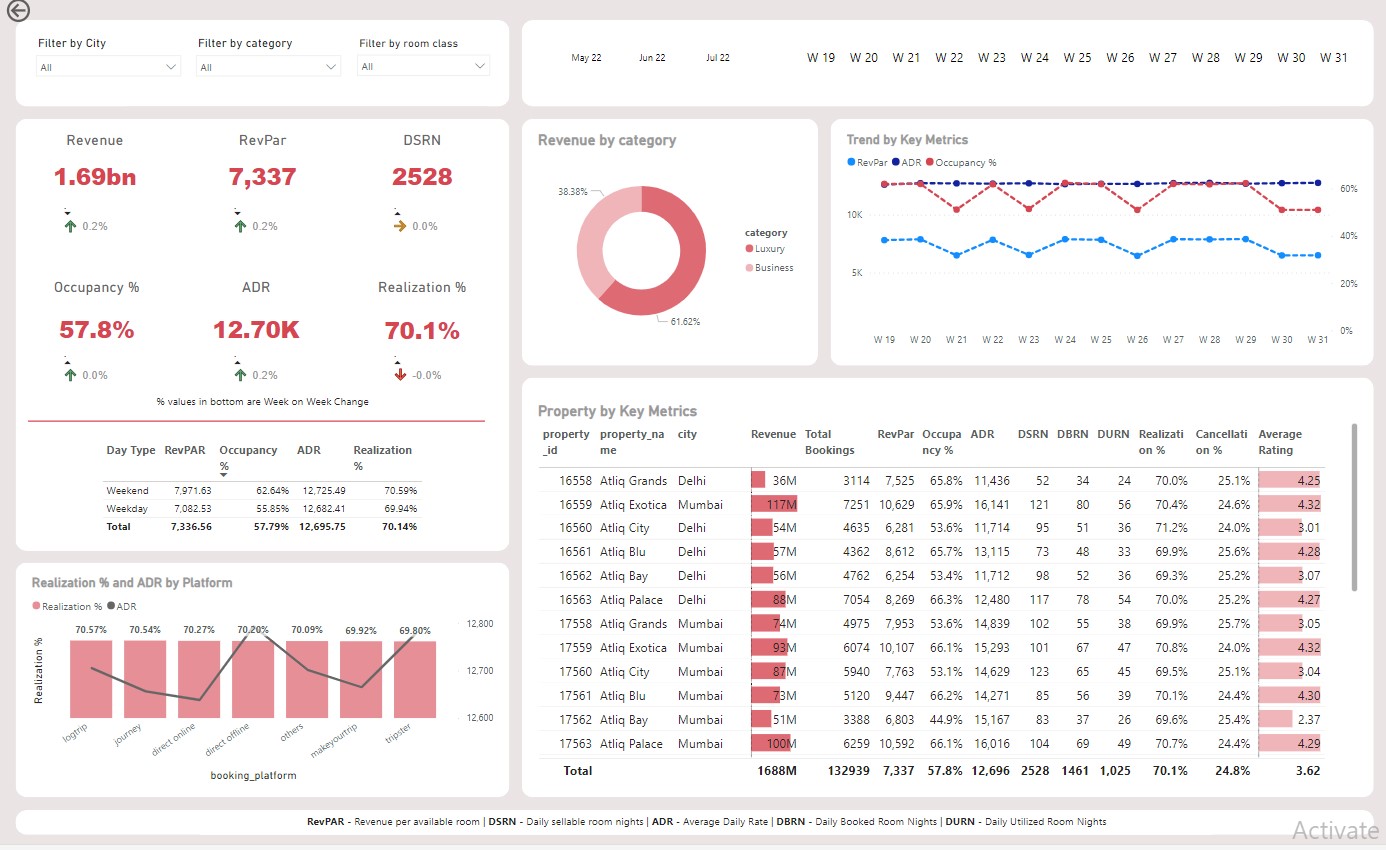 Filter by City
Filter by category
Filter by room class
All
All
All
May 22 Jun 22 Jul 22
W 19 W 20 W 21 W 22 W 23 W 24 W 25 W 26 W 27 W 28 W 29 W 30 W 31
Revenue RevPar DSRN
1.69bn 7,337 2528
0.2% 0.2% 0.0%
Occupancy % ADR Realization %
57.8% 12.70K 70.1%
0.0% 0.2% -0.0%
% values in bottom are Week on Week Change
Day Type RevPAR Occupancy % ADR Realization %
Weekend 7,971.63 62.64% 12,725.49 70.59%
Weekday 7,082.53 55.85% 12,682.41 69.94%
Total 7,336.56 57.79% 12,695.75 70.14%
Realization % and ADR by Platform
Realization % ADR
70.57% 70.54% 70.27% 70.20% 70.09% 69.92% 69.80%
12,800
12,700
12,600
Realization %
logtrip journey direct online direct offline others makeyourtrip tripster
booking_platform
Revenue by category
38.38%
61.62%
category
Luxury
Business
Trend by Key Metrics
RevPar ADR Occupancy %
10K
5K
60%
40%
20%
0%
W 19 W 20 W 21 W 22 W 23 W 24 W 25 W 26 W 27 W 28 W 29 W 30 W 31
Property by Key Metrics
property_id property_name city Revenue Total Bookings RevPar Occupancy % ADR DSRN DBRN DURN Realization % Cancellation % Average Rating
16558 Atliq Grands Delhi 36M 3114 7,525 65.8% 11,436 52 34 24 70.0% 25.1% 4.25
16559 Atliq Exotica Mumbai 117M 7251 10,629 65.9% 16,141 121 80 56 70.4% 24.6% 4.32
16560 Atliq City Delhi 54M 4635 6,281 53.6% 11,714 95 51 36 71.2% 24.0% 3.01
16561 Atliq Blu Delhi 57M 4362 8,612 65.7% 13,115 73 48 33 69.9% 25.6% 4.28
16562 Atliq Bay Delhi 56M 4762 6,254 53.4% 11,712 98 52 36 69.3% 25.2% 3.07
16563 Atliq Palace Delhi 88M 7054 8,269 66.3% 12,480 117 78 54 70.0% 25.2% 4.27
17558 Atliq Grands Mumbai 74M 4975 7,953 53.6% 14,839 102 55 38 69.9% 25.7% 3.05
17559 Atliq Exotica Mumbai 93M 6074 10,107 66.1% 15,293 101 67 47 70.8% 24.0% 4.32
17560 Atliq City Mumbai 87M 5940 7,763 53.1% 14,629 123 65 45 69.5% 25.1% 3.04
17561 Atliq Blu Mumbai 73M 5120 9,447 66.2% 14,271 85 56 39 70.1% 24.4% 4.30
17562 Atliq Bay Mumbai 51M 3388 6,803 44.9% 15,167 83 37 26 69.6% 25.4% 2.37
17563 Atliq Palace Mumbai 100M 6259 10,592 66.1% 16,016 104 69 49 70.7% 24.4% 4.29
Total 1688M 132939 7,337 57.8% 12,696 2528 1461 1,025 70.1% 24.8% 3.62
RevPAR - Revenue per available room | DSRN - Daily sellable room nights | ADR - Average Daily Rate | DBRN - Daily Booked Room Nights | DURN - Daily Utilized Room Nights
Activate